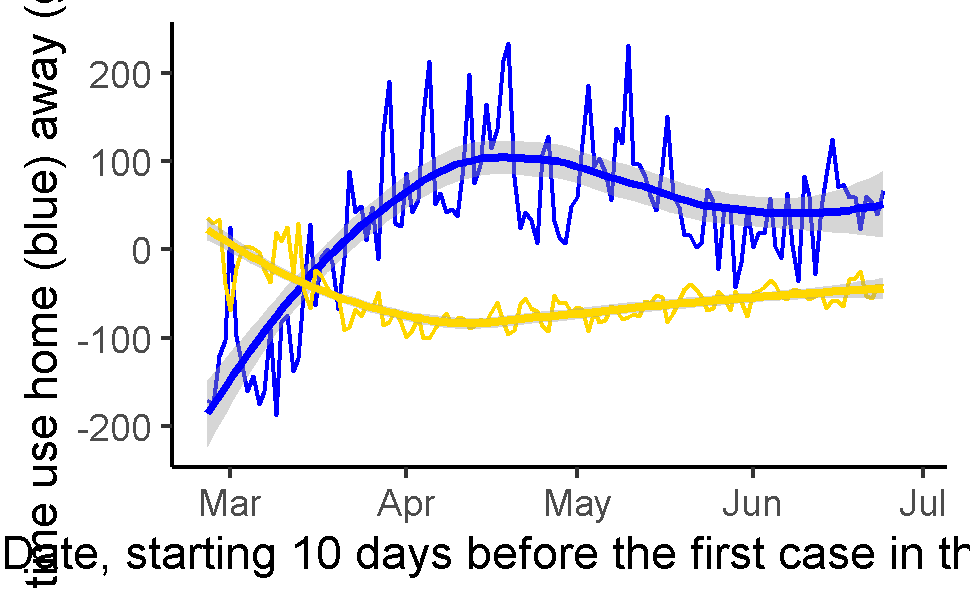 time use home (blue) away (
200
100
0
-100
-200
Mar Apr May Jun Jul
Date, starting 10 days before the first case in